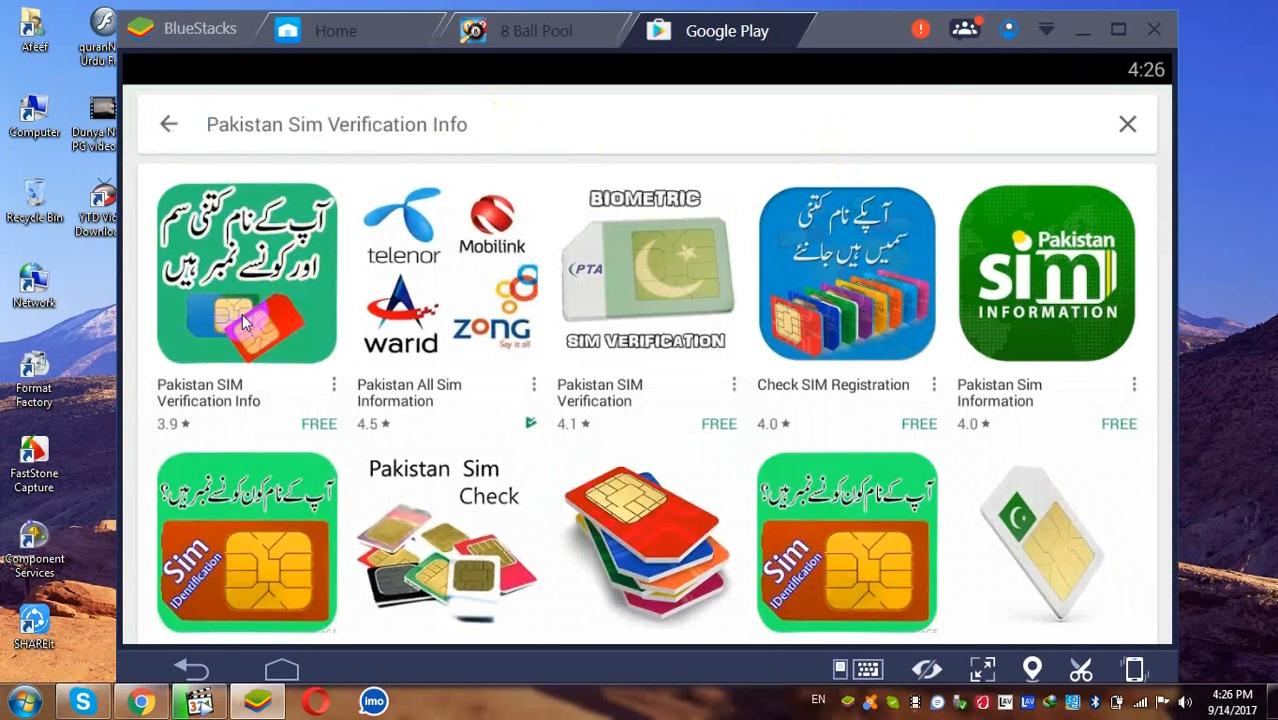 Afeef
quranN
Urdu Fr
BlueStacks
Home
8 Ball Pool
Google Play
4:26
Pakistan Sim Verification Info
Computer
Dunya N
PG video
Recycle Bin
YTD Vid
Downloa
Network
Format
Factory
FastStone
Capture
Component
Services
SHAREit
آپ کے نام کتنی سم
اور کونسے نمبر ہیں
telenor
Mobilink
warid
zong
Say it all
BIOMETRIC
PTA
SIM VERIFICATION
آپکے نام کتنی
سمیں ہیں جانئے
Pakistan
sim
INFORMATION
Pakistan SIM
Verification Info
3.9 ★ FREE
Pakistan All Sim
Information
4.5 ★
Pakistan SIM
Verification
4.1 ★ FREE
Check SIM Registration
4.0 ★ FREE
Pakistan Sim
Information
4.0 ★ FREE
آپ کے نام کون کونسے نمبر ہیں؟
Sim
IDentification
Pakistan Sim
Check
آپ کے نام کون کونسے نمبر ہیں؟
Sim
IDentification
37
imo
EN
4:26 PM
9/14/2017